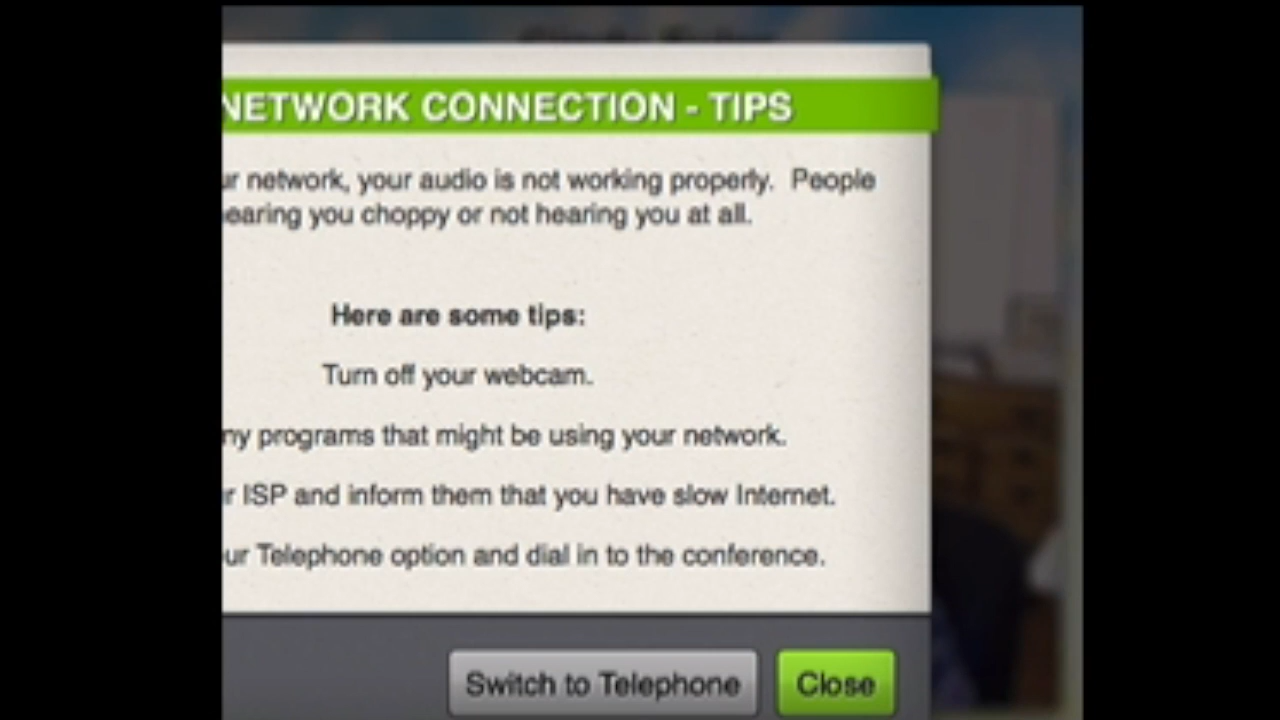 NETWORK CONNECTION - TIPS
ur network, your audio is not working properly. People
earing you choppy or not hearing you at all.
Here are some tips:
Turn off your webcam.
ny programs that might be using your network.
r ISP and inform them that you have slow Internet.
ur Telephone option and dial in to the conference.
Switch to Telephone
Close